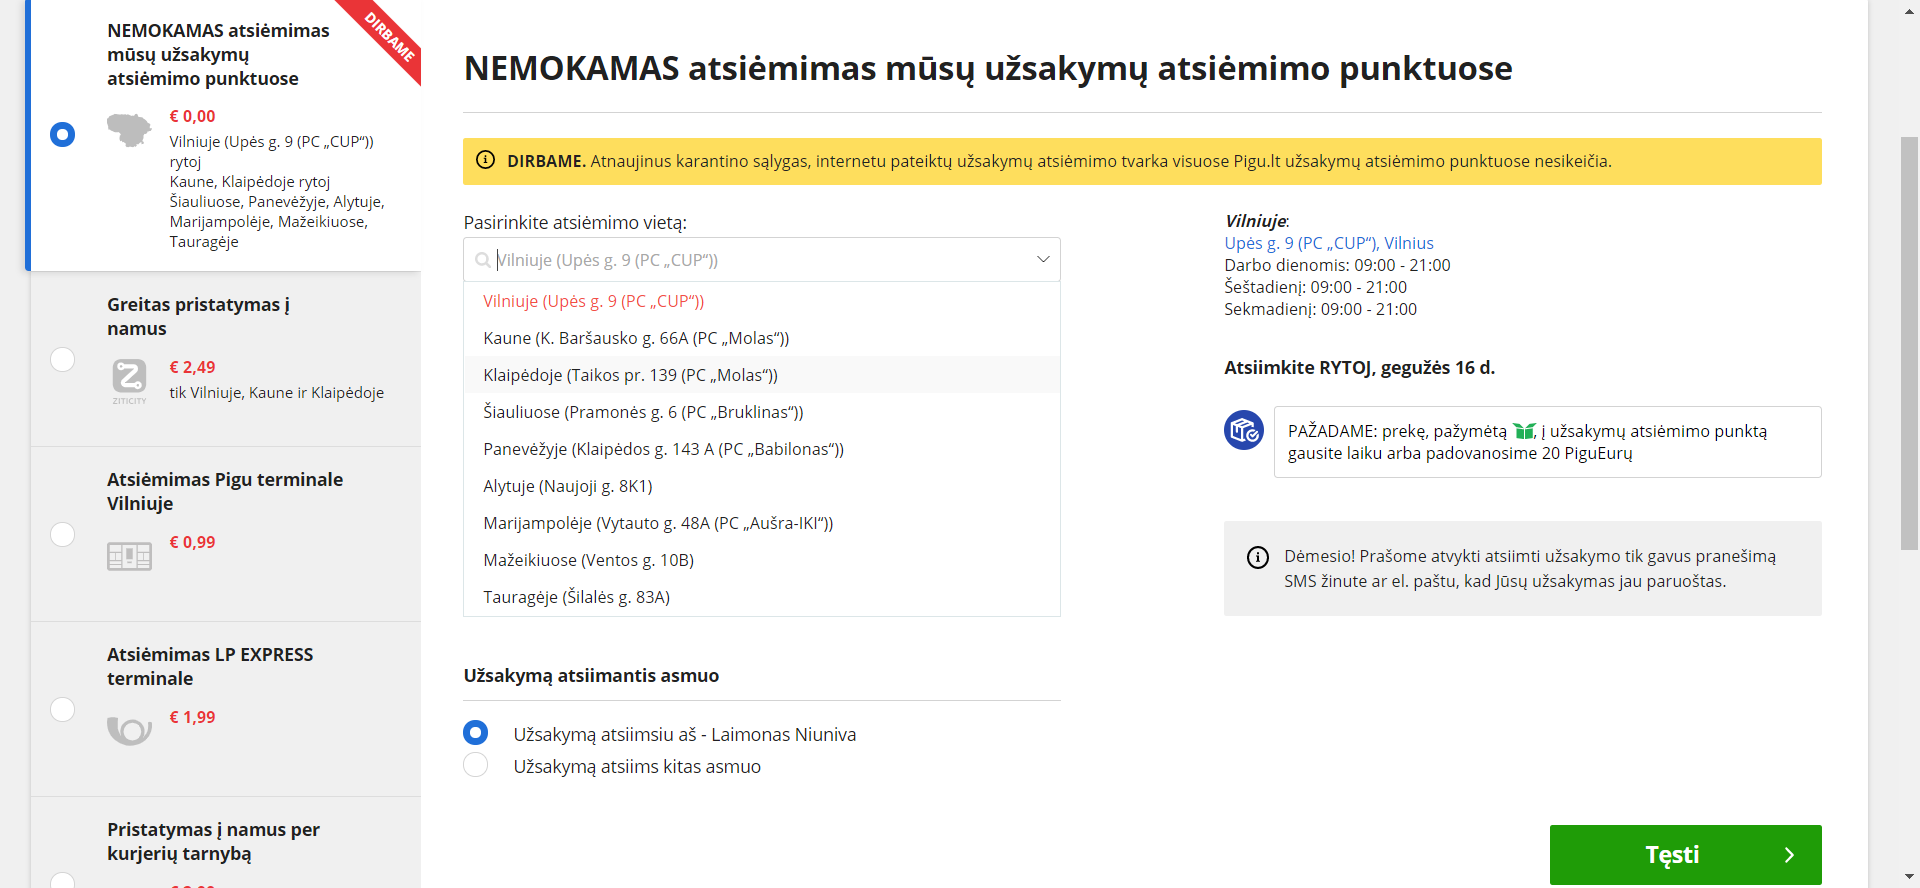 NEMOKAMAS atsiėmimas
mūsų užsakymų
atsiėmimo punktuose
DIRBAME
€ 0,00
Vilniuje (Upės g. 9 (PC „CUP“))
rytoj
Kaune, Klaipėdoje rytoj
Šiauliuose, Panevėžyje, Alytuje,
Marijampolėje, Mažeikiuose,
Tauragėje
Greitas pristatymas į
namus
€ 2,49
tik Vilniuje, Kaune ir Klaipėdoje
ZITICITY
Atsiėmimas Pigu terminale
Vilniuje
€ 0,99
Atsiėmimas LP EXPRESS
terminale
€ 1,99
Pristatymas į namus per
kurjerių tarnybą
NEMOKAMAS atsiėmimas mūsų užsakymų atsiėmimo punktuose
DIRBAME. Atnaujinus karantino sąlygas, internetu pateiktų užsakymų atsiėmimo tvarka visuose Pigu.lt užsakymų atsiėmimo punktuose nesikeičia.
Pasirinkite atsiėmimo vietą:
Vilniuje (Upės g. 9 (PC „CUP“))
Vilniuje (Upės g. 9 (PC „CUP“))
Kaune (K. Baršausko g. 66A (PC „Molas“))
Klaipėdoje (Taikos pr. 139 (PC „Molas“))
Šiauliuose (Pramonės g. 6 (PC „Bruklinas“))
Panevėžyje (Klaipėdos g. 143 A (PC „Babilonas“))
Alytuje (Naujoji g. 8K1)
Marijampolėje (Vytauto g. 48A (PC „Aušra-IKI“))
Mažeikiuose (Ventos g. 10B)
Tauragėje (Šilalės g. 83A)
Vilniuje:
Upės g. 9 (PC „CUP“), Vilnius
Darbo dienomis: 09:00 - 21:00
Šeštadienį: 09:00 - 21:00
Sekmadienį: 09:00 - 21:00
Atsiimkite RYTOJ, gegužės 16 d.
PAŽADAME: prekę, pažymėtą , į užsakymų atsiėmimo punktą
gausite laiku arba padovanosime 20 PiguEurų
Dėmesio! Prašome atvykti atsiimti užsakymo tik gavus pranešimą
SMS žinute ar el. paštu, kad Jūsų užsakymas jau paruoštas.
Užsakymą atsiimantis asmuo
Užsakymą atsiimsiu aš - Laimonas Niuniva
Užsakymą atsiims kitas asmuo
Tęsti